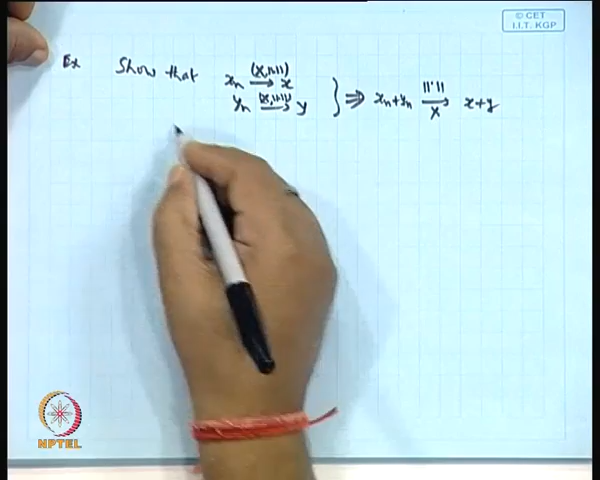 © CET
I.I.T. KGP
Ex Show that xₙ →(X,||·||) x
yₙ →(X,||·||) y } ⇒ xₙ+yₙ →||·|| X x+y
NPTEL